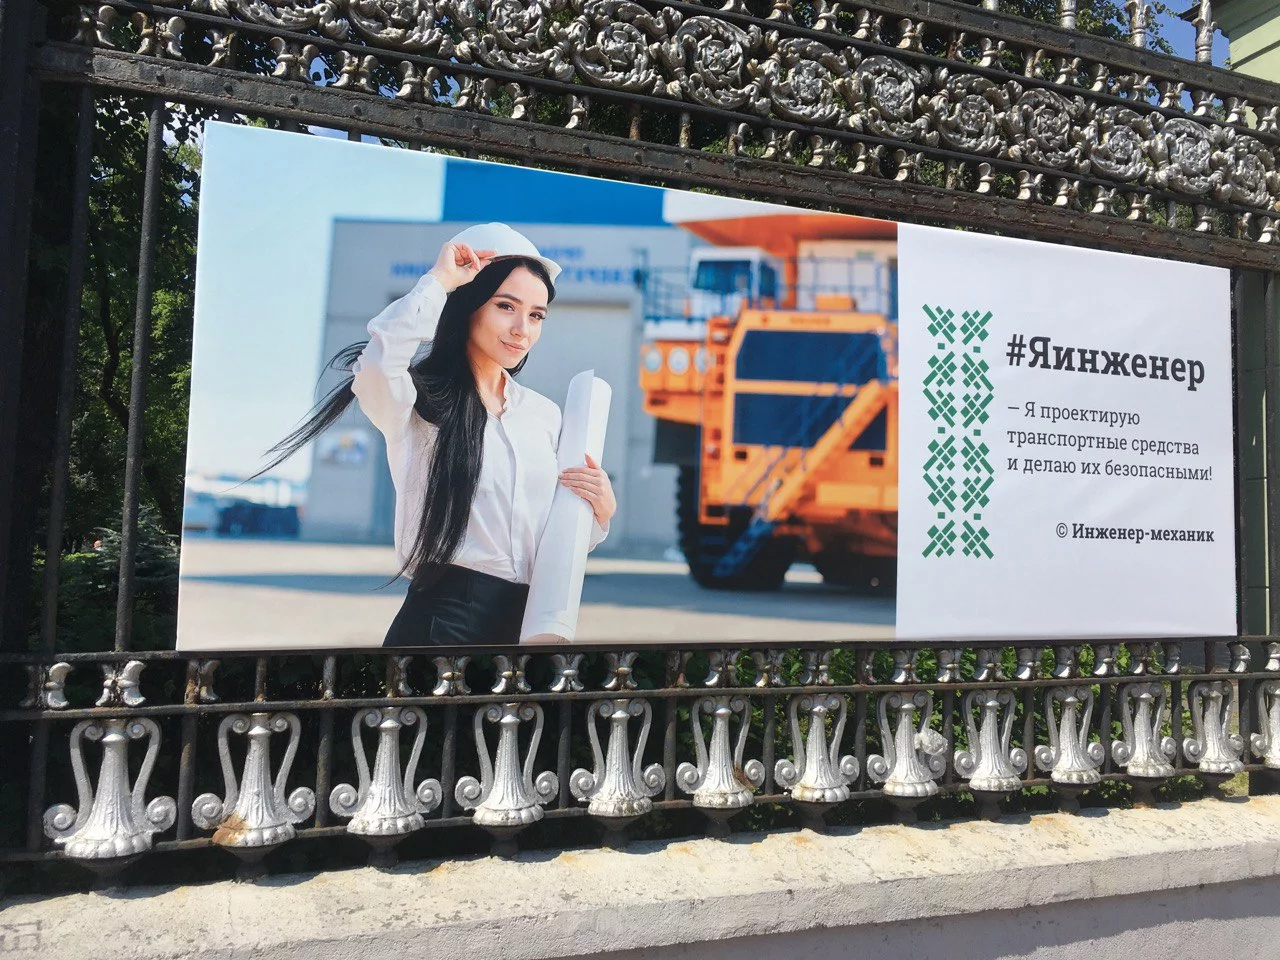 #Яинженер
– Я проектирую
транспортные средства
и делаю их безопасными!
© Инженер-механик